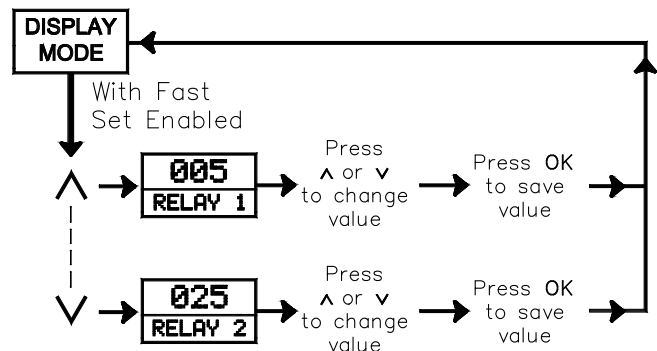 DISPLAY
MODE
With Fast
Set Enabled
005
RELAY 1
Press
∧ or ∨
to change
value
Press OK
to save
value
025
RELAY 2
Press
∧ or ∨
to change
value
Press OK
to save
value